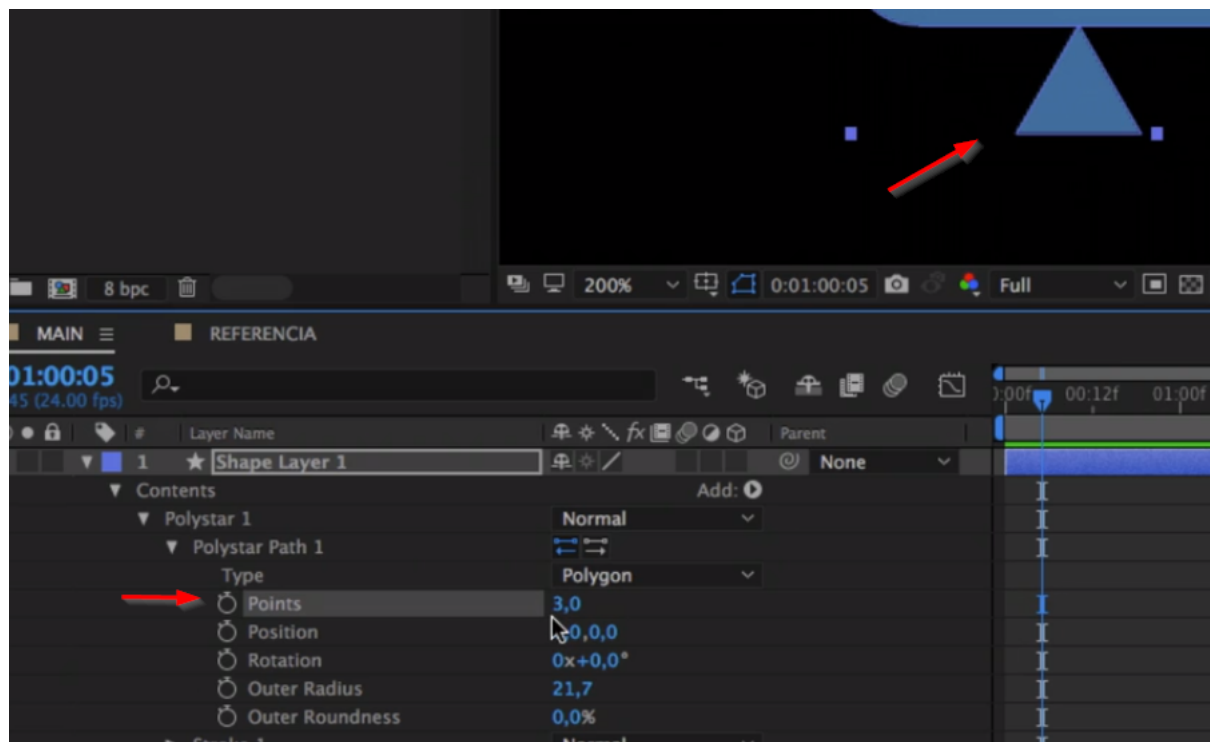 8 bpc
200%
0:01:00:05
Full
MAIN
REFERENCIA
01:00:05
45 (24.00 fps)
:00f
00:12f
01:00f
#
Layer Name
fx
Parent
1
Shape Layer 1
None
Contents
Add:
Polystar 1
Normal
Polystar Path 1
Type
Polygon
Points
3,0
Position
0,0,0
Rotation
0x+0,0°
Outer Radius
21,7
Outer Roundness
0,0%